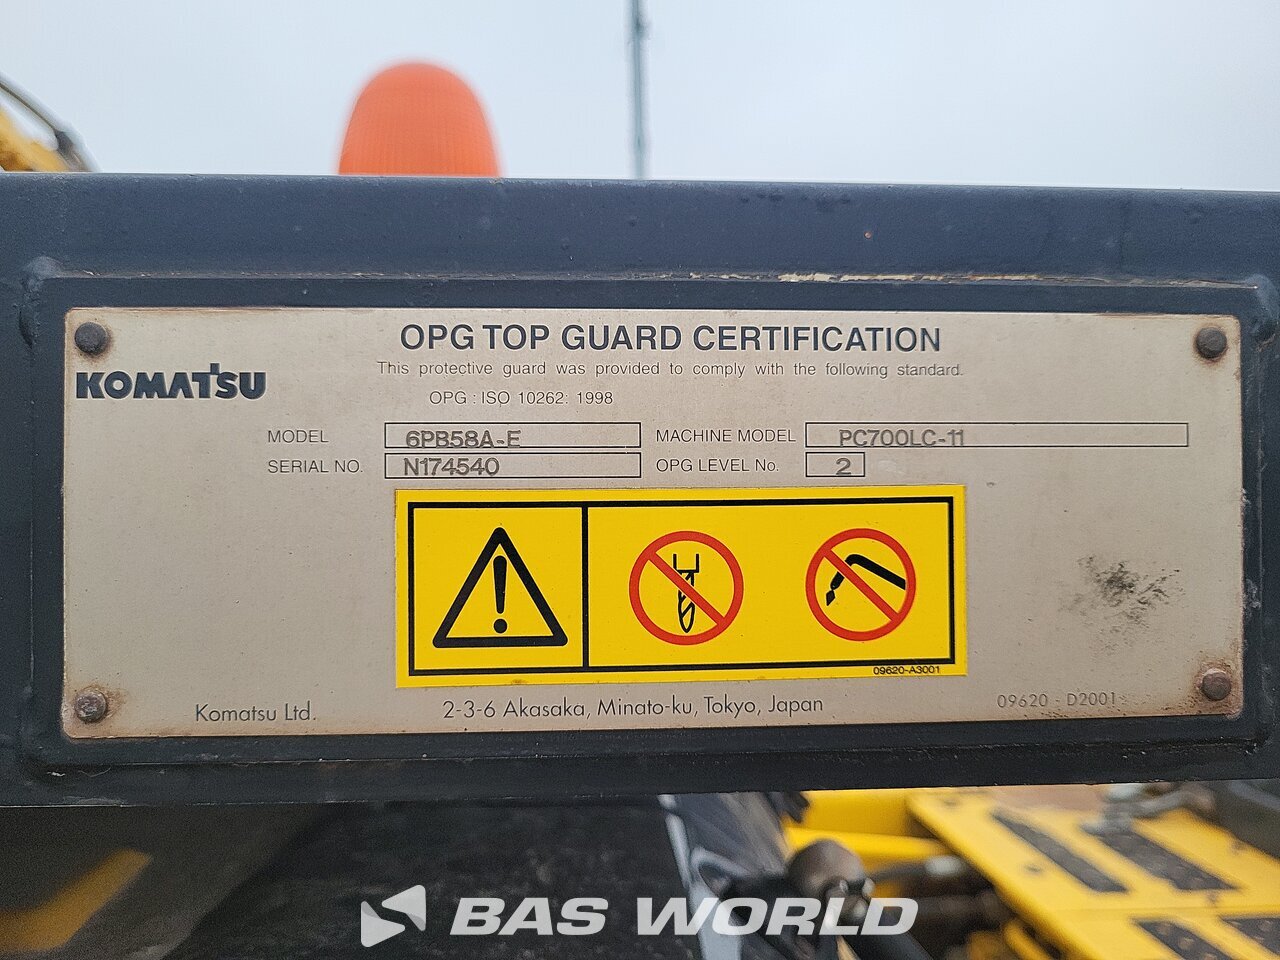 OPG TOP GUARD CERTIFICATION
This protective guard was provided to comply with the following standard.
KOMATSU
OPG : ISO 10262: 1998
MODEL 6PB58A-E MACHINE MODEL PC700LC-11
SERIAL NO. N174540 OPG LEVEL No. 2
09620-A3001
Komatsu Ltd. 2-3-6 Akasaka, Minato-ku, Tokyo, Japan 09620 - D2001
BAS WORLD